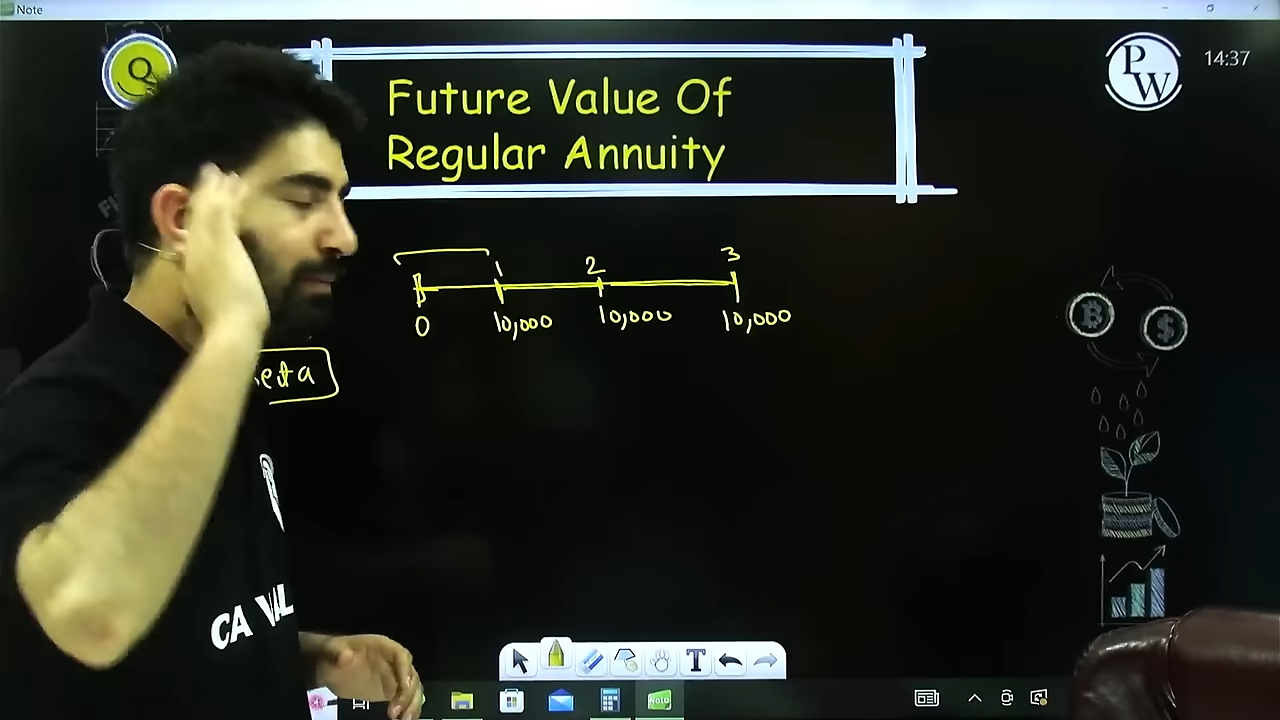 Note
14:37
PW
Future Value Of
Regular Annuity
1 2 3
0 10,000 10,000 10,000
CA
T